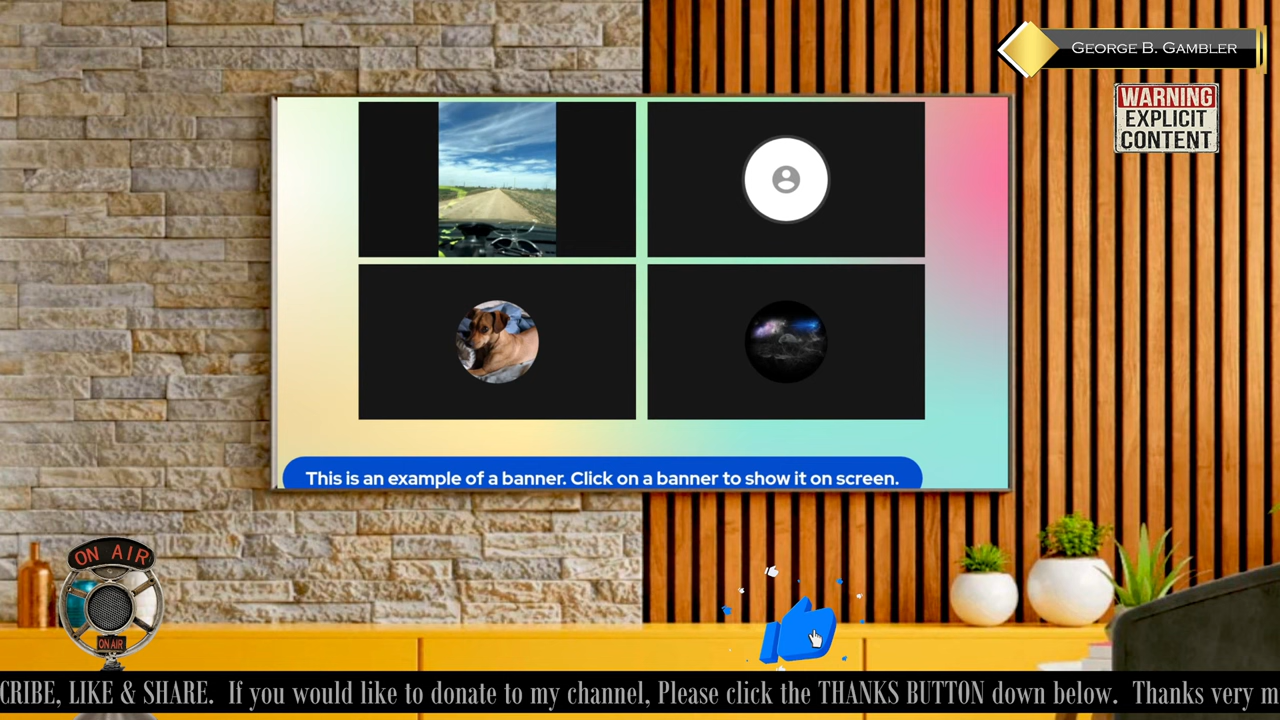 George B. Gambler
WARNING
EXPLICIT
CONTENT
This is an example of a banner. Click on a banner to show it on screen.
ON AIR
ON AIR
CRIBE, LIKE & SHARE. If you would like to donate to my channel, Please click the THANKS BUTTON down below. Thanks very m